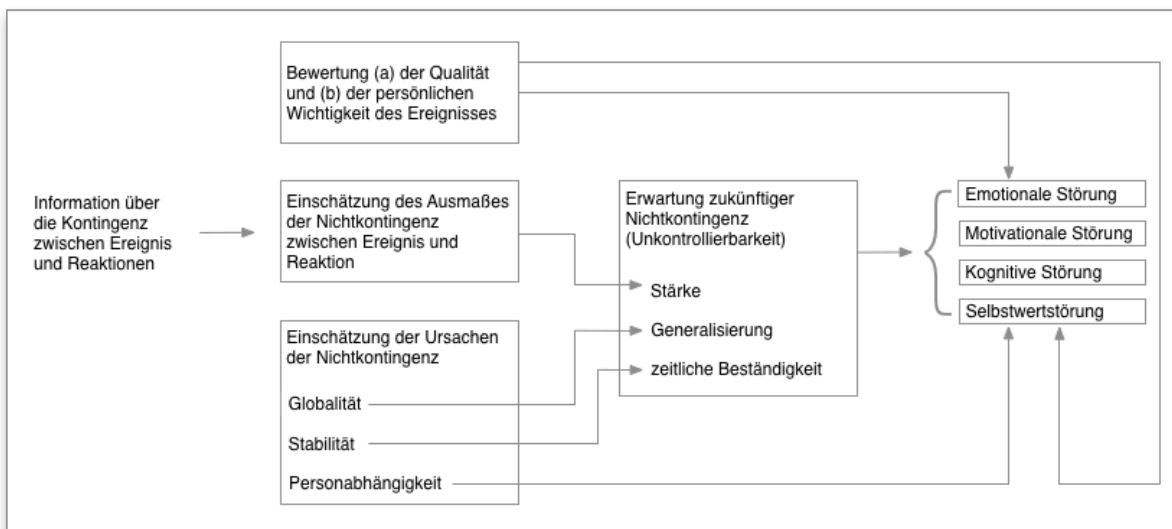 Bewertung (a) der Qualität
und (b) der persönlichen
Wichtigkeit des Ereignisses
Information über
die Kontingenz
zwischen Ereignis
und Reaktionen
Einschätzung des Ausmaßes
der Nichtkontingenz
zwischen Ereignis und
Reaktion
Einschätzung der Ursachen
der Nichtkontingenz
Globalität
Stabilität
Personabhängigkeit
Erwartung zukünftiger
Nichtkontingenz
(Unkontrollierbarkeit)
Stärke
Generalisierung
zeitliche Beständigkeit
Emotionale Störung
Motivationale Störung
Kognitive Störung
Selbstwertstörung